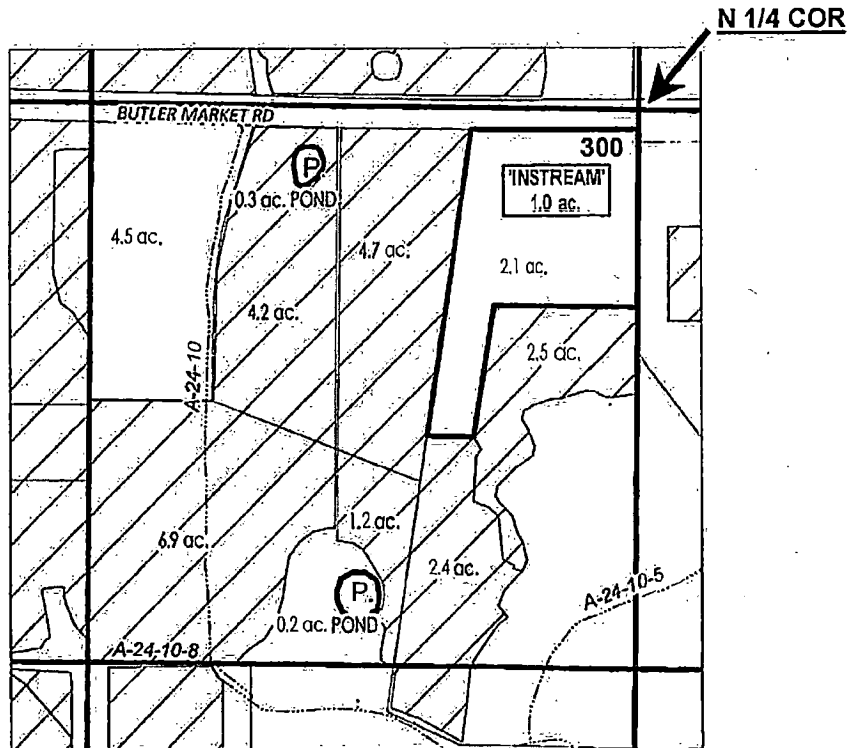 N 1/4 COR
BUTLER MARKET RD
300
P
'INSTREAM'
1.0 ac.
0.3 ac. POND
4.5 ac.
4.7 ac.
2.1 ac.
4.2 ac.
2.5 ac.
A-24-10
1.2 ac.
6.9 ac.
2.4 ac.
P.
A-24-10-5
0.2 ac. POND
A-24-10-8